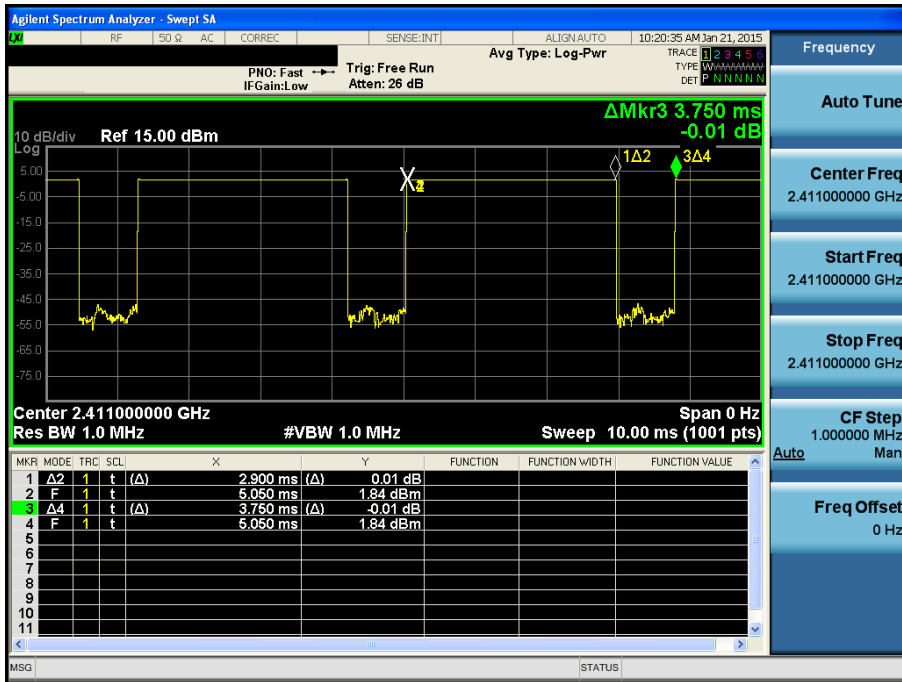 Agilent Spectrum Analyzer - Swept SA
LXI RF 50 Ω AC CORREC SENSE:INT ALIGN AUTO 10:20:35 AM Jan 21, 2015
PNO: Fast Trig: Free Run Avg Type: Log-Pwr TRACE 1 2 3 4 5 6
IFGain:Low Atten: 26 dB TYPE W
DET P N N N N N
ΔMkr3 3.750 ms
-0.01 dB
10 dB/div Ref 15.00 dBm
Log
1Δ2 3Δ4
5.00
-5.00
-15.0
-25.0
-35.0
-45.0
-55.0
-65.0
-75.0
Center 2.411000000 GHz Span 0 Hz
Res BW 1.0 MHz #VBW 1.0 MHz Sweep 10.00 ms (1001 pts)
MKR MODE TRC SCL X Y FUNCTION FUNCTION WIDTH FUNCTION VALUE
1 Δ2 1 t (Δ) 2.900 ms (Δ) 0.01 dB
2 F 1 t 5.050 ms 1.84 dBm
3 Δ4 1 t (Δ) 3.750 ms (Δ) -0.01 dB
4 F 1 t 5.050 ms 1.84 dBm
5
6
7
8
9
10
11
MSG STATUS
Frequency
Auto Tune
Center Freq
2.411000000 GHz
Start Freq
2.411000000 GHz
Stop Freq
2.411000000 GHz
CF Step
1.000000 MHz
Auto Man
Freq Offset
0 Hz